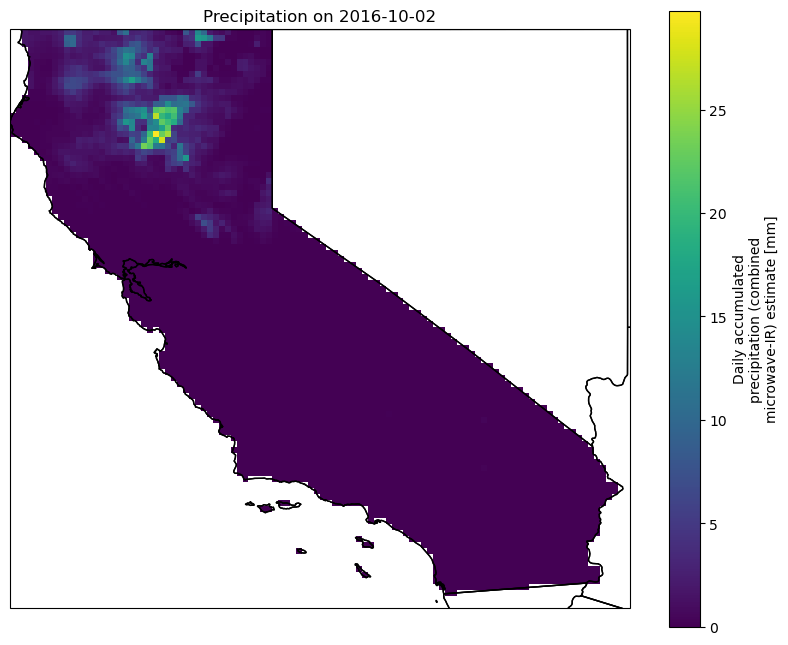 Precipitation on 2016-10-02
25
20
15
10
5
0
Daily accumulated
precipitation (combined
microwave-IR) estimate [mm]